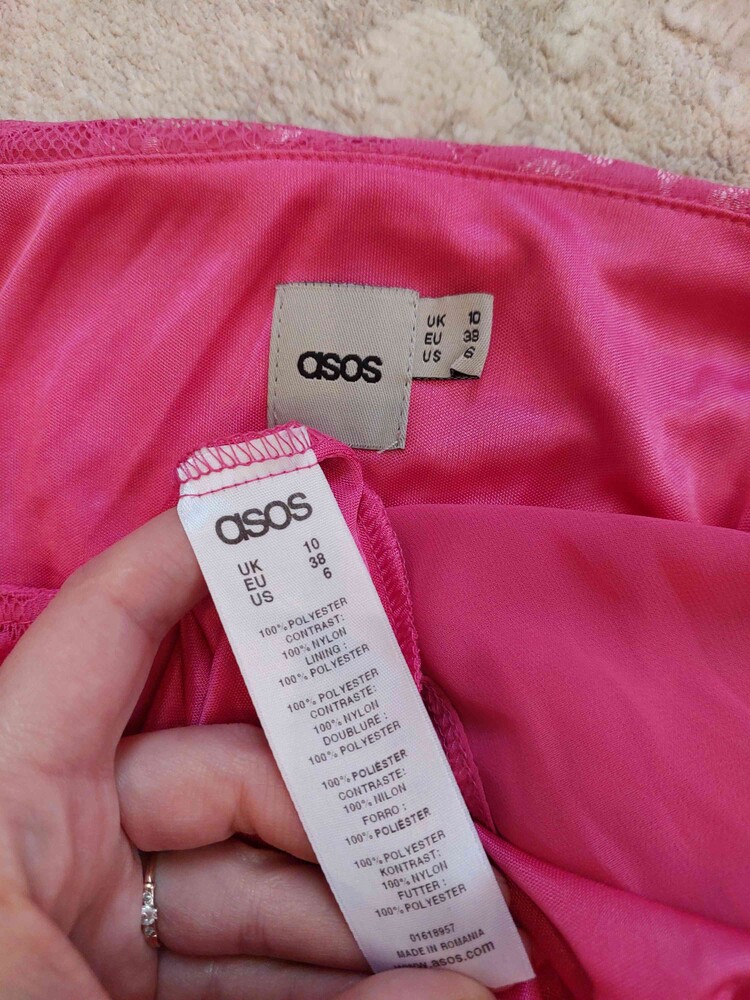 asos
UK 10
EU 38
US 6
asos
UK 10
EU 38
US 6
100% POLYESTER
CONTRAST:
100% NYLON
LINING :
100% POLYESTER
100% POLYESTER
CONTRASTE:
100% NYLON
DOUBLURE :
100% POLYESTER
100% POLIÉSTER
CONTRASTE:
100% NILON
FORRO :
100% POLIÉSTER
100% POLYESTER
KONTRAST:
100% NYLON
FUTTER :
100% POLYESTER
01618957
MADE IN ROMANIA
www.asos.com